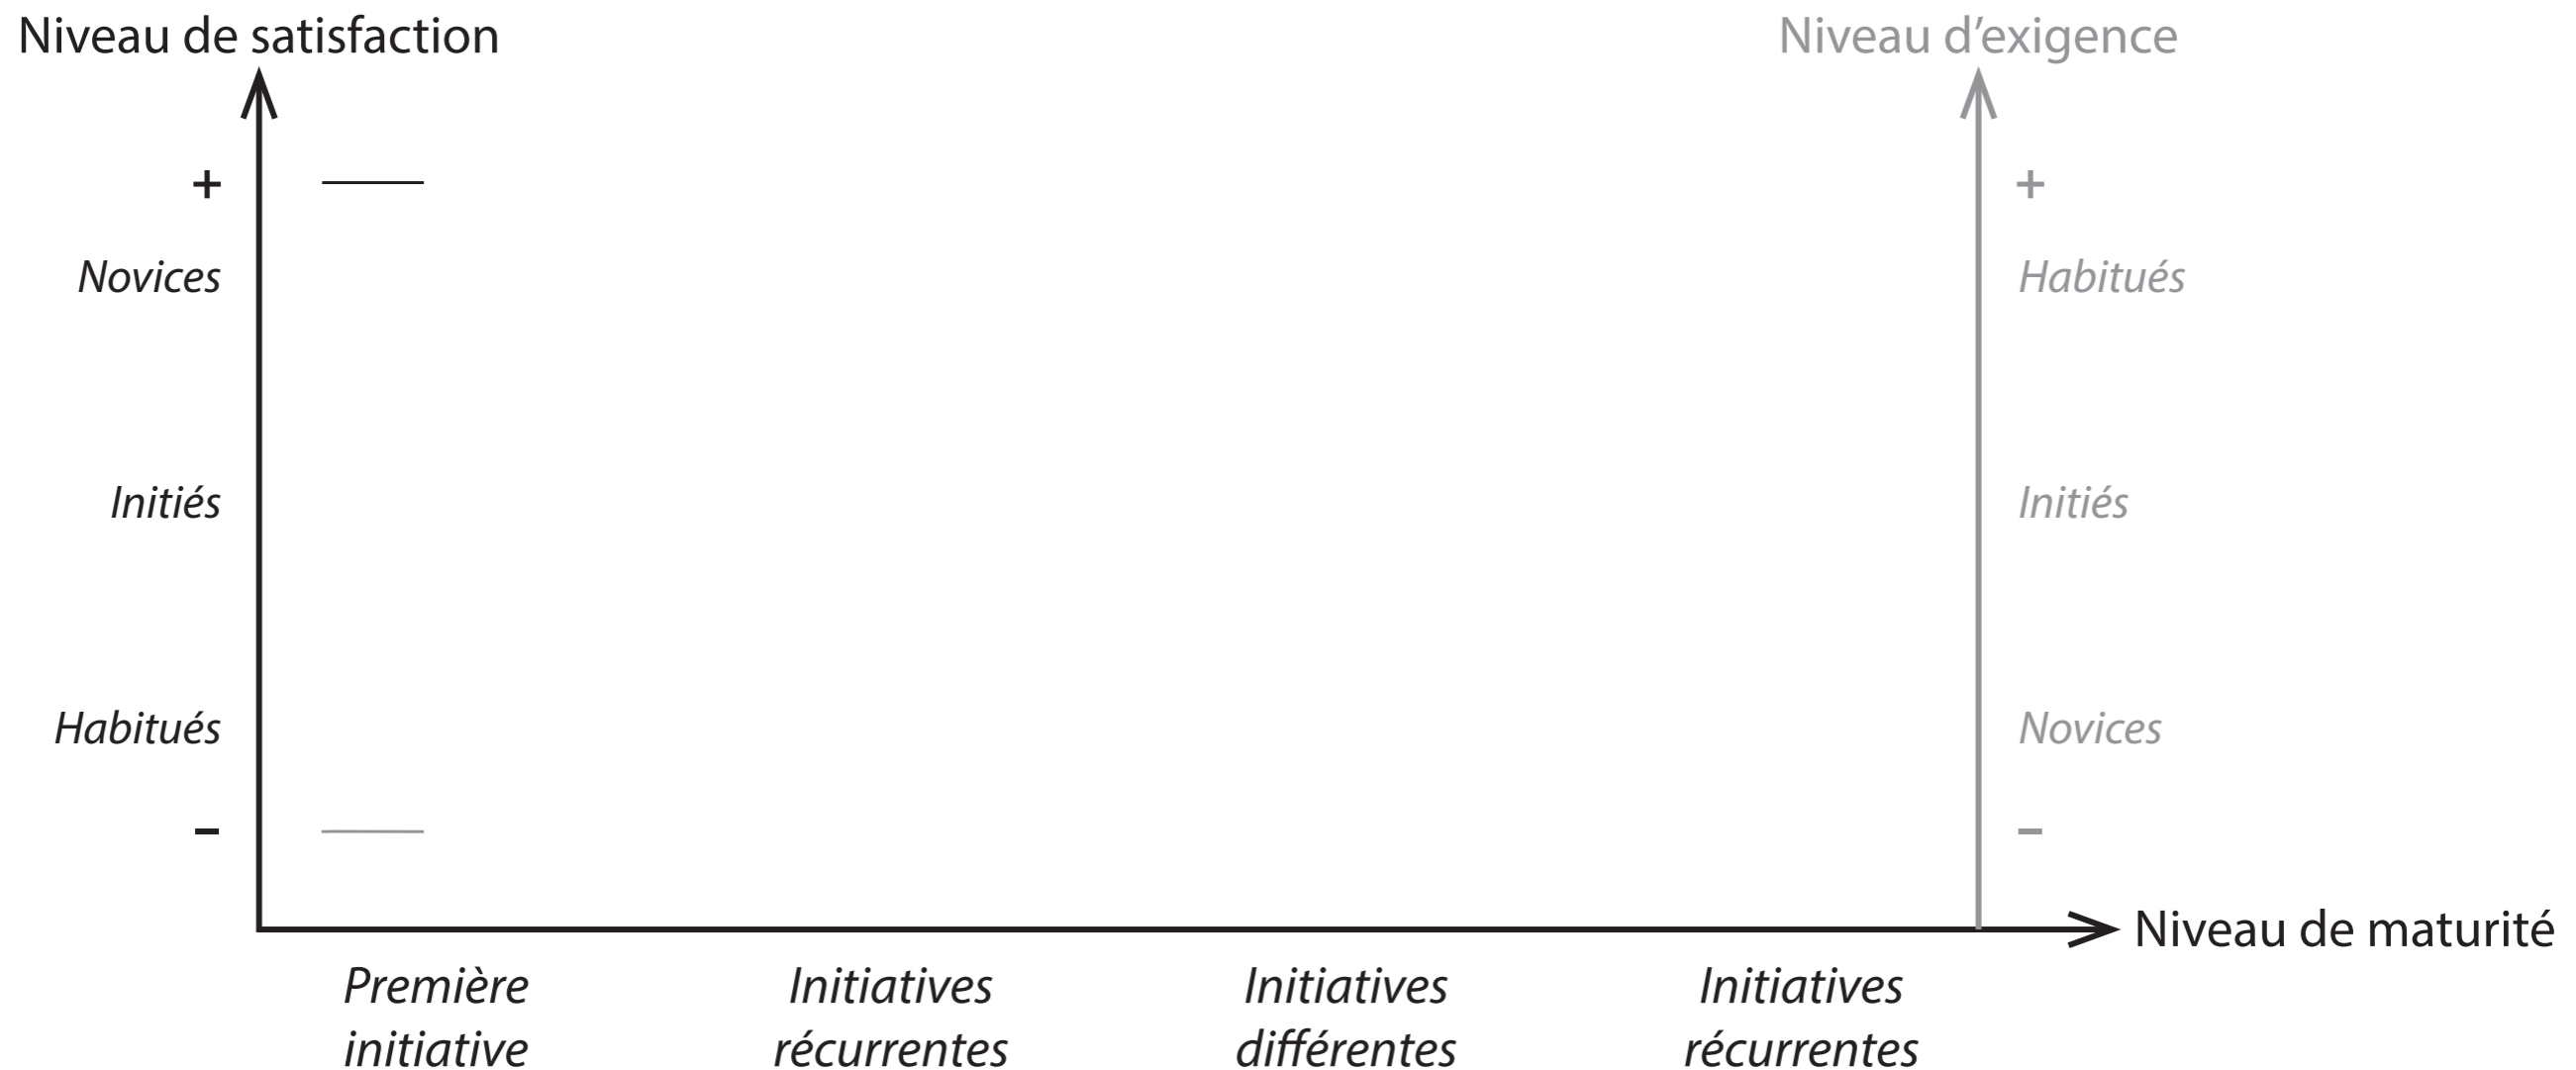 Niveau de satisfaction
Niveau d’exigence
+
+
Novices
Habitués
Initiés
Initiés
Habitués
Novices
–
–
Niveau de maturité
Première
initiative
Initiatives
récurrentes
Initiatives
différentes
Initiatives
récurrentes